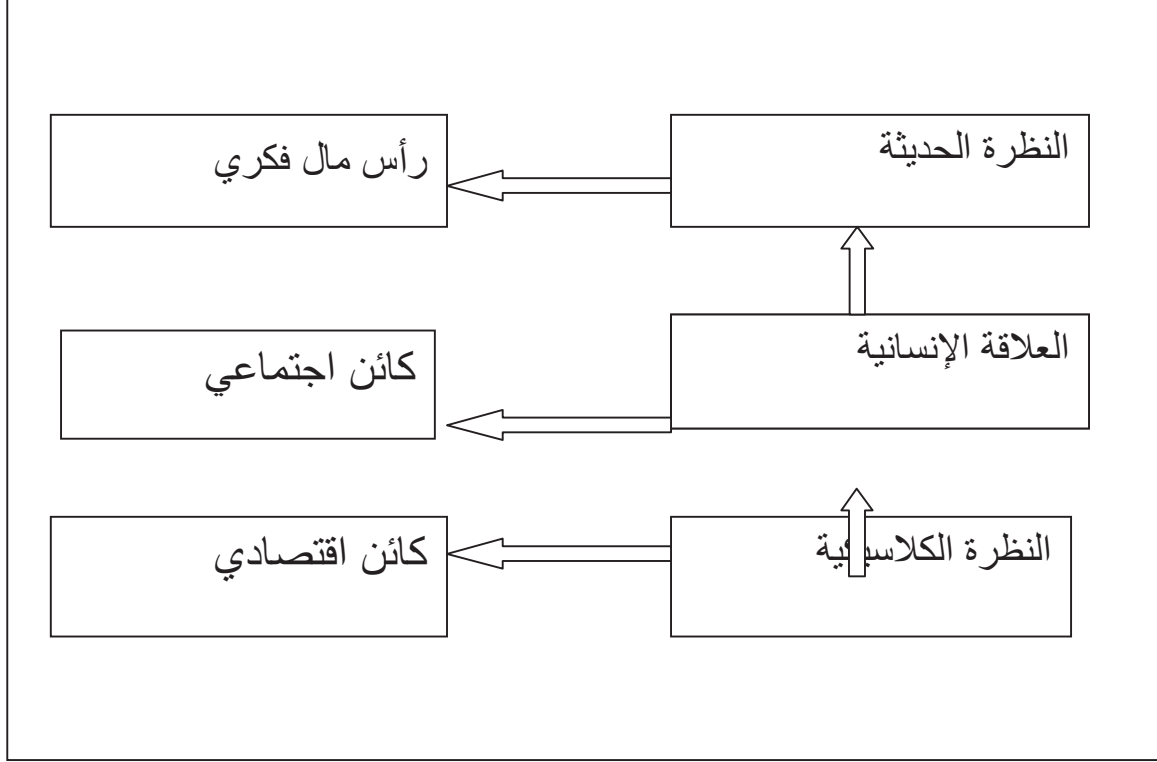 النظرة الحديثة
رأس مال فكري
العلاقة الإنسانية
كائن اجتماعي
النظرة الكلاسيكية
كائن اقتصادي